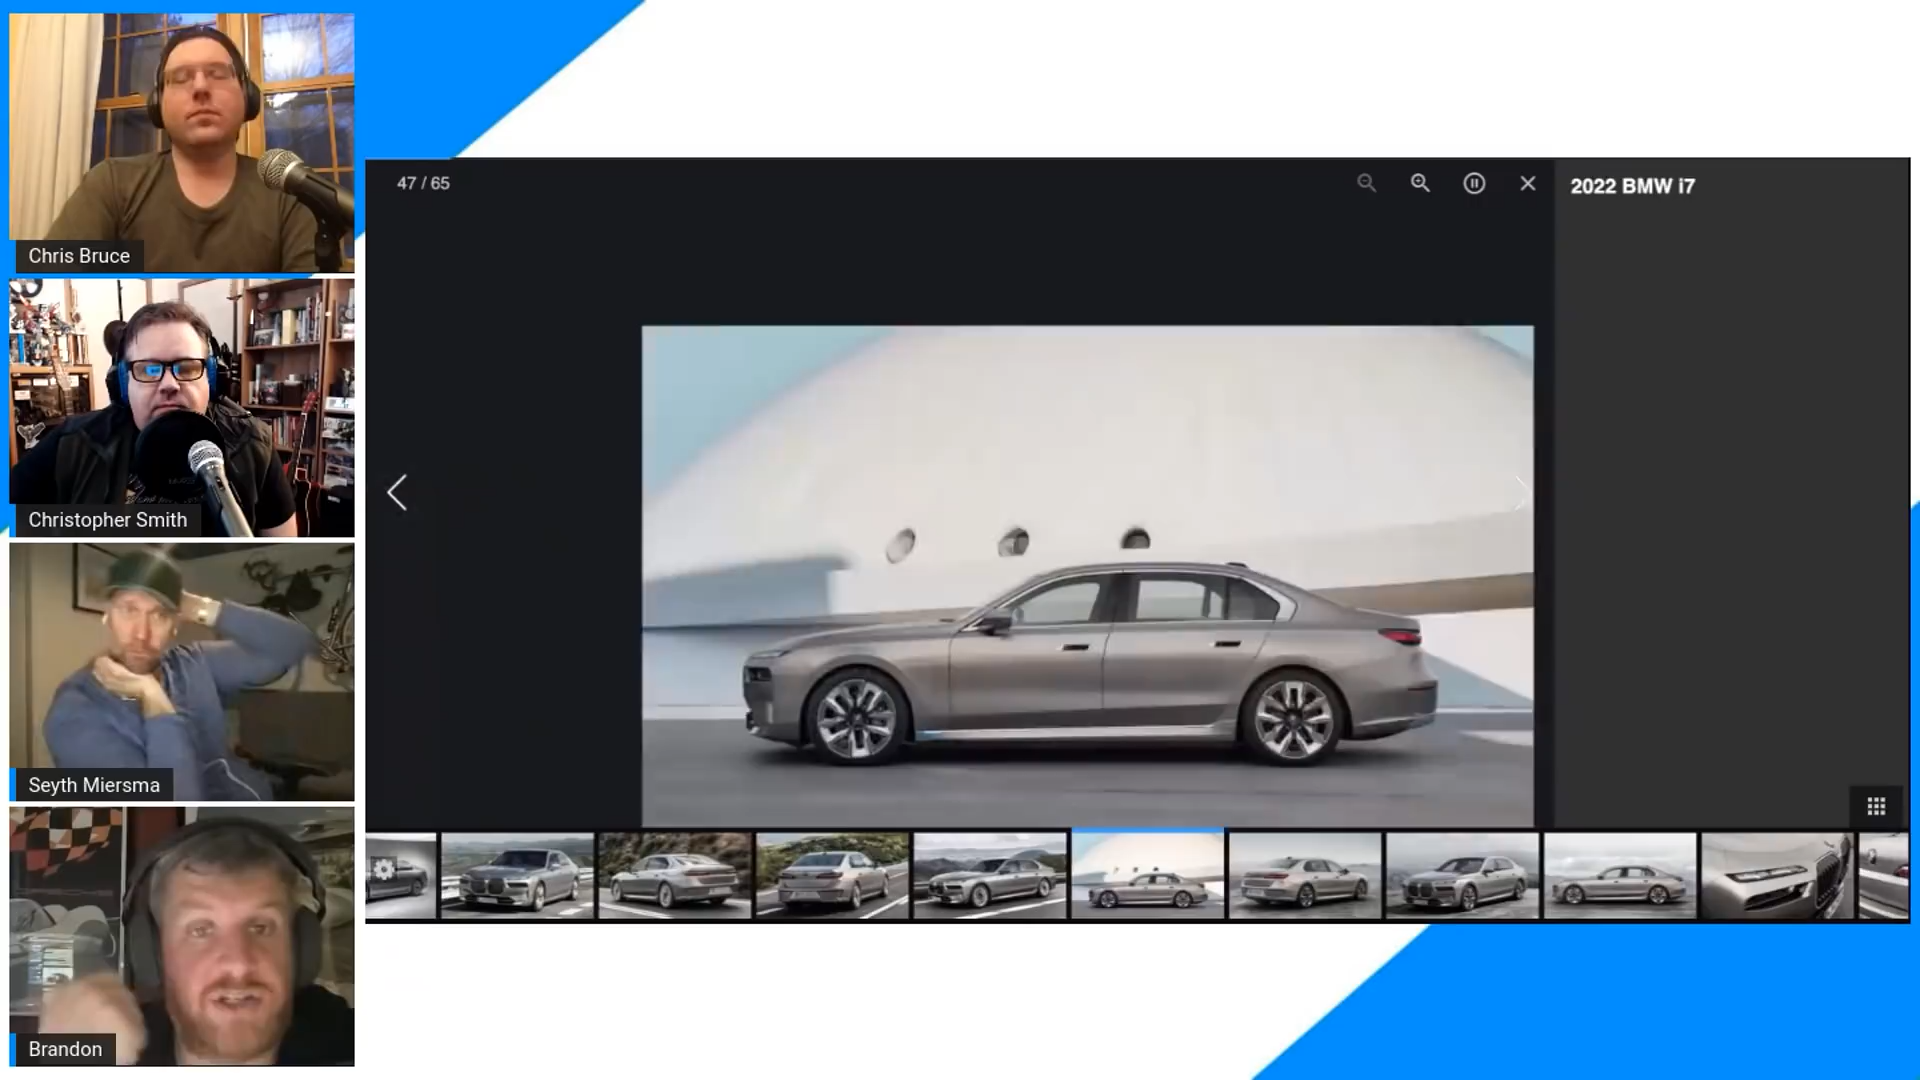 Chris Bruce
Christopher Smith
Seyth Miersma
Brandon
47 / 65
2022 BMW i7